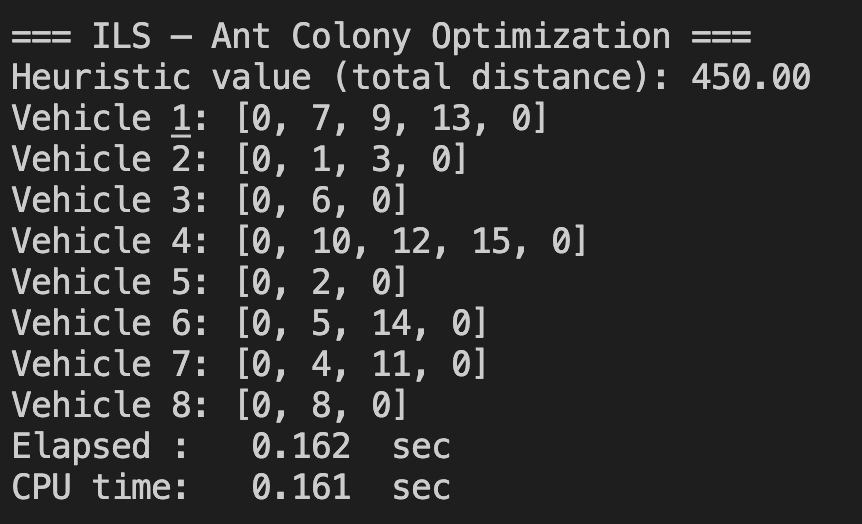 === ILS – Ant Colony Optimization ===
Heuristic value (total distance): 450.00
Vehicle 1: [0, 7, 9, 13, 0]
Vehicle 2: [0, 1, 3, 0]
Vehicle 3: [0, 6, 0]
Vehicle 4: [0, 10, 12, 15, 0]
Vehicle 5: [0, 2, 0]
Vehicle 6: [0, 5, 14, 0]
Vehicle 7: [0, 4, 11, 0]
Vehicle 8: [0, 8, 0]
Elapsed :   0.162  sec
CPU time:   0.161  sec